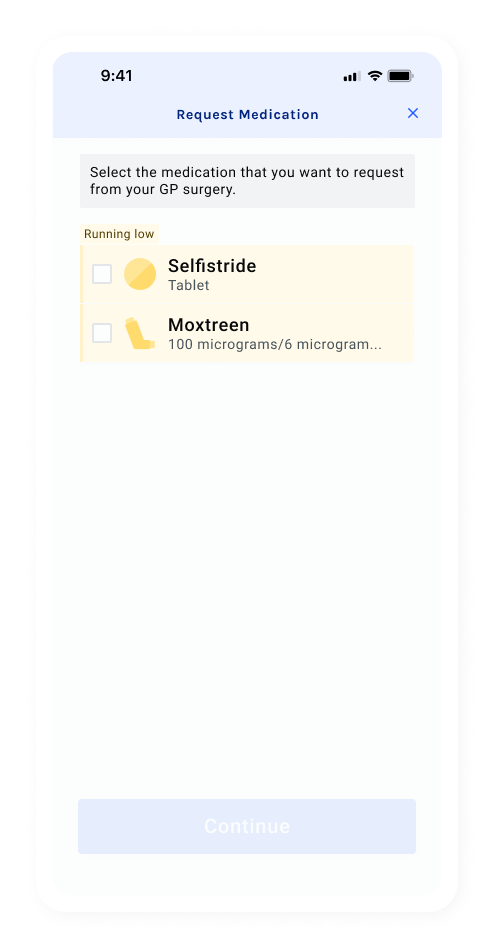 9:41
Request Medication
Select the medication that you want to request
from your GP surgery.
Running low
Selfistride
Tablet
Moxtreen
100 micrograms/6 microgram...
Continue